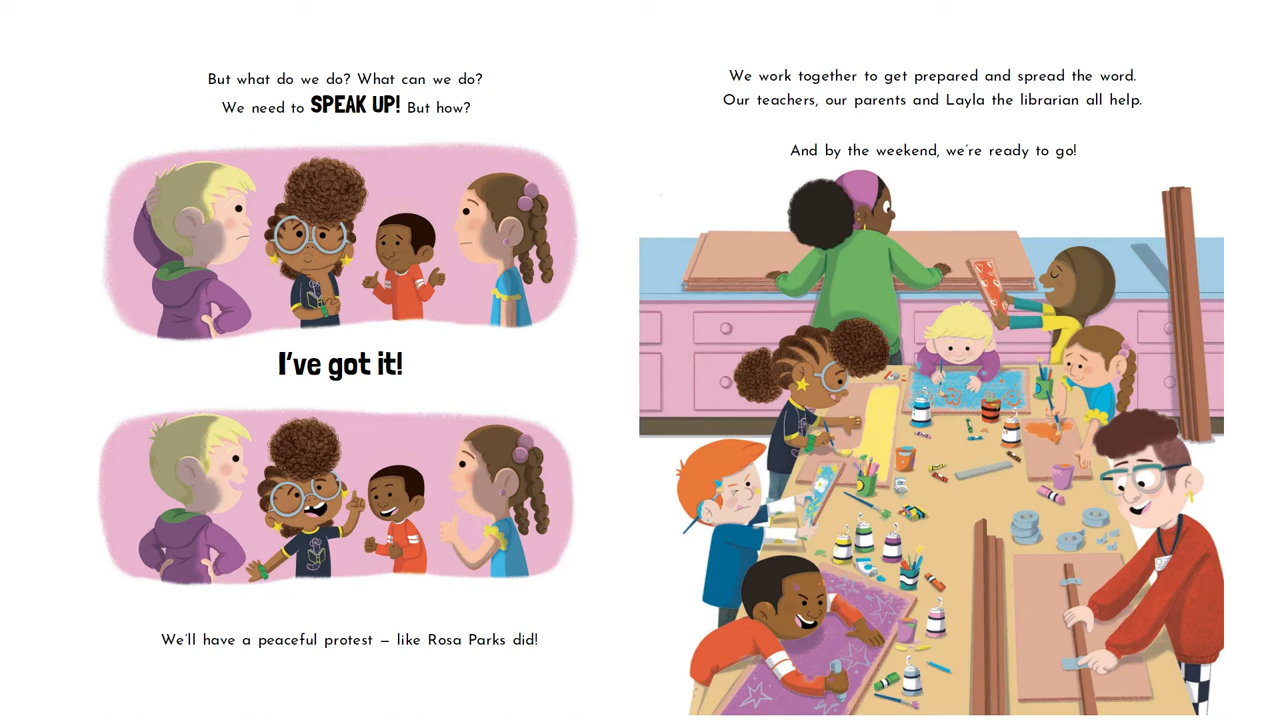 But what do we do? What can we do?
We need to SPEAK UP! But how?
I've got it!
We'll have a peaceful protest – like Rosa Parks did!
We work together to get prepared and spread the word.
Our teachers, our parents and Layla the librarian all help.
And by the weekend, we're ready to go!